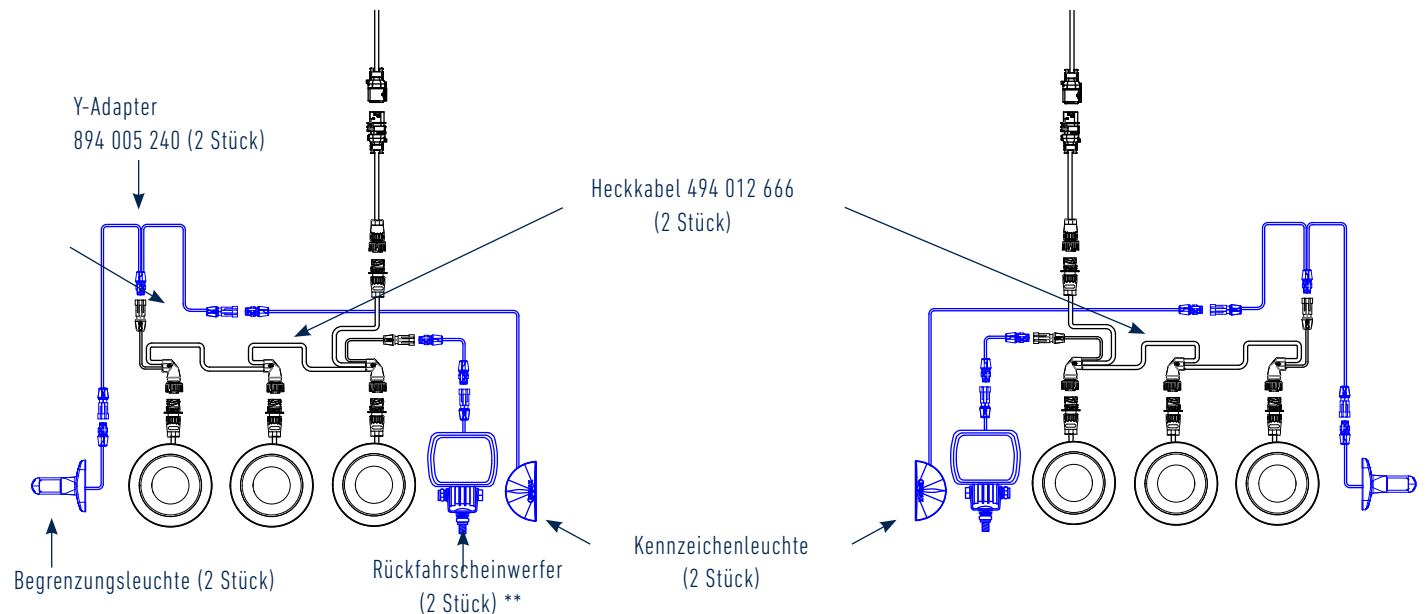 Y-Adapter
894 005 240 (2 Stück)
Heckkabel 494 012 666
(2 Stück)
Begrenzungsleuchte (2 Stück)
Rückfahrscheinwerfer
(2 Stück) **
Kennzeichenleuchte
(2 Stück)